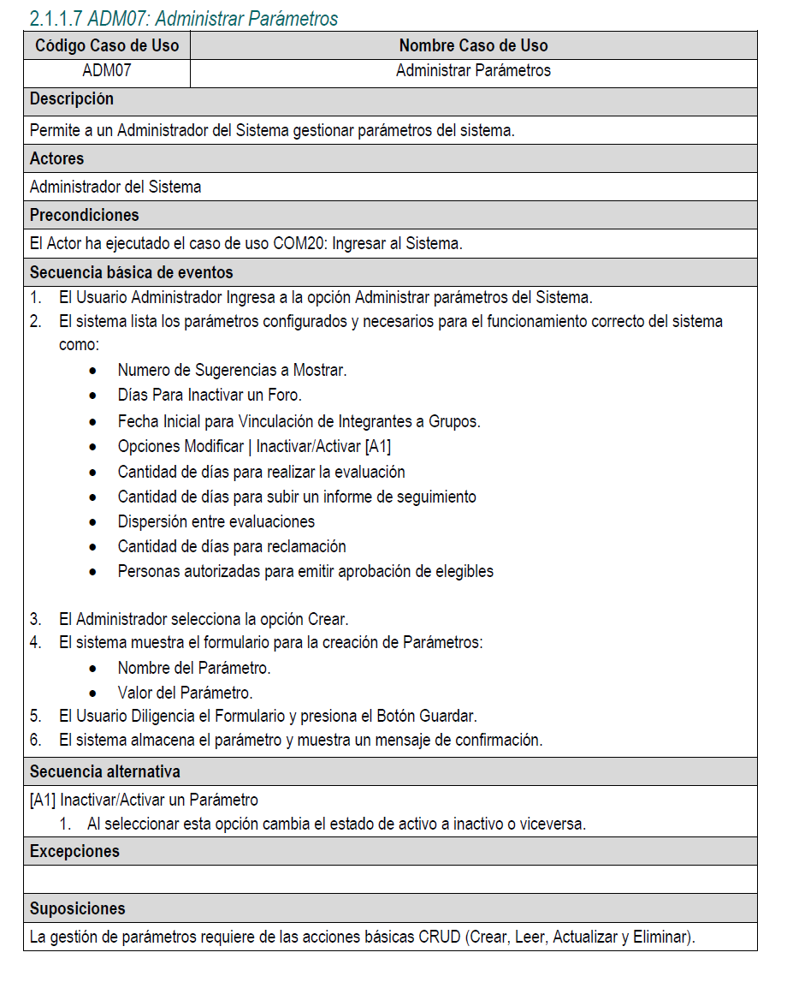 2.1.1.7 ADM07: Administrar Parámetros
Código Caso de Uso
Nombre Caso de Uso
ADM07
Administrar Parámetros
Descripción
Permite a un Administrador del Sistema gestionar parámetros del sistema.
Actores
Administrador del Sistema
Precondiciones
El Actor ha ejecutado el caso de uso COM20: Ingresar al Sistema.
Secuencia básica de eventos
1. El Usuario Administrador Ingresa a la opción Administrar parámetros del Sistema.
2. El sistema lista los parámetros configurados y necesarios para el funcionamiento correcto del sistema
como:
• Numero de Sugerencias a Mostrar.
• Días Para Inactivar un Foro.
• Fecha Inicial para Vinculación de Integrantes a Grupos.
• Opciones Modificar | Inactivar/Activar [A1]
• Cantidad de días para realizar la evaluación
• Cantidad de días para subir un informe de seguimiento
• Dispersión entre evaluaciones
• Cantidad de días para reclamación
• Personas autorizadas para emitir aprobación de elegibles
3. El Administrador selecciona la opción Crear.
4. El sistema muestra el formulario para la creación de Parámetros:
• Nombre del Parámetro.
• Valor del Parámetro.
5. El Usuario Diligencia el Formulario y presiona el Botón Guardar.
6. El sistema almacena el parámetro y muestra un mensaje de confirmación.
Secuencia alternativa
[A1] Inactivar/Activar un Parámetro
1. Al seleccionar esta opción cambia el estado de activo a inactivo o viceversa.
Excepciones
Suposiciones
La gestión de parámetros requiere de las acciones básicas CRUD (Crear, Leer, Actualizar y Eliminar).